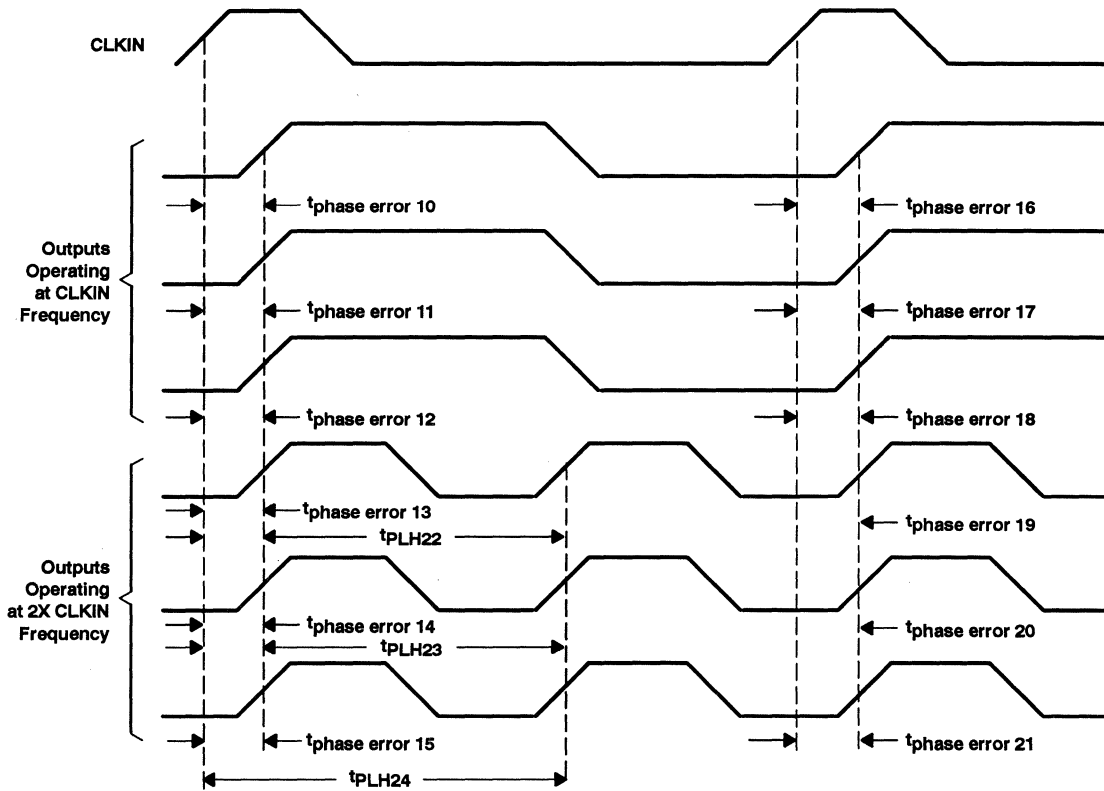 CLKIN
tphase error 10
tphase error 16
Outputs
Operating
at CLKIN
Frequency
tphase error 11
tphase error 17
tphase error 12
tphase error 18
tphase error 13
tphase error 19
tPLH22
Outputs
Operating
at 2X CLKIN
Frequency
tphase error 14
tphase error 20
tPLH23
tphase error 15
tphase error 21
tPLH24